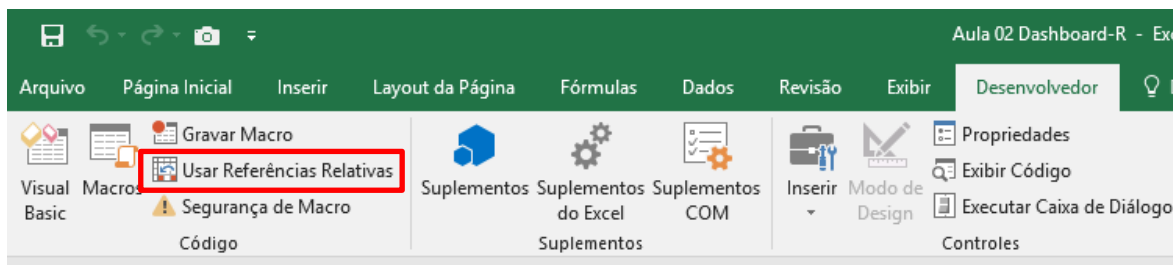 Aula 02 Dashboard-R - Exc
Arquivo Página Inicial Inserir Layout da Página Fórmulas Dados Revisão Exibir Desenvolvedor
Gravar Macro
Usar Referências Relativas
Segurança de Macro
Visual Basic
Macros
Código
Suplementos
Suplementos do Excel
Suplementos COM
Suplementos
Inserir
Modo de Design
Propriedades
Exibir Código
Executar Caixa de Diálogo
Controles